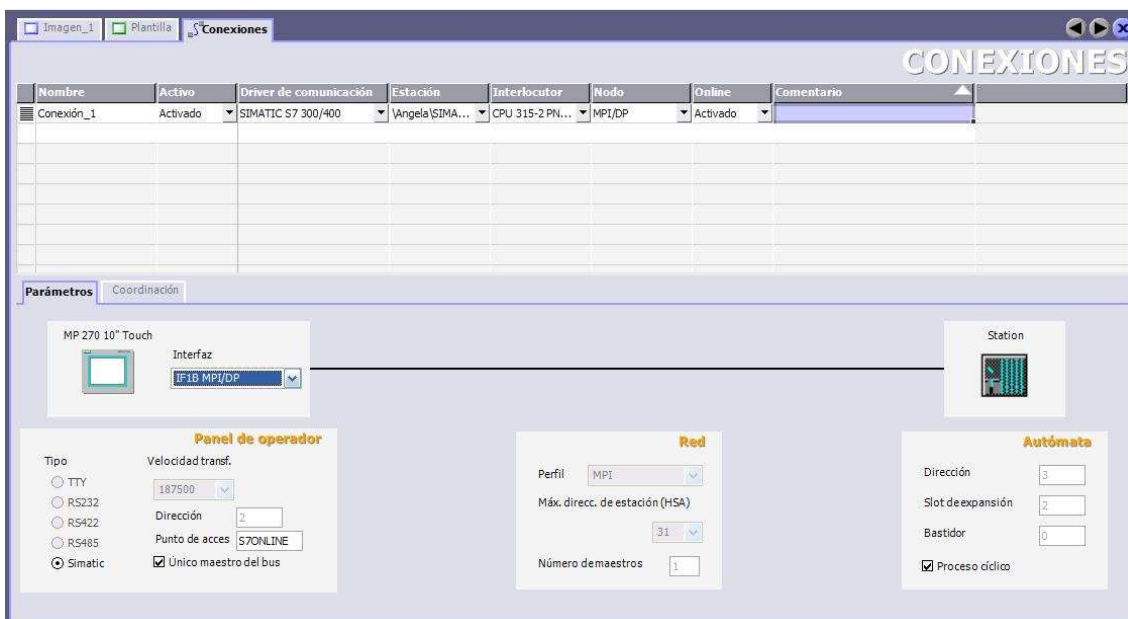 Imagen_1 Plantilla Conexiones
CONEXIONES
Nombre Activo Driver de comunicación Estación Interlocutor Nodo Online Comentario
Conexión_1 Activado SIMATIC S7 300/400 \Angela\SIMA... CPU 315-2 PN... MPI/DP Activado
Parámetros Coordinación
MP 270 10" Touch
Interfaz
IF1B MPI/DP
Station
Panel de operador
Tipo
TTY
RS232
RS422
RS485
Simatic
Velocidad transf.
187500
Dirección 2
Punto de acces S7ONLINE
Único maestro del bus
Red
Perfil MPI
Máx. direcc. de estación (HSA)
31
Número de maestros 1
Autómata
Dirección 3
Slot de expansión 2
Bastidor 0
Proceso cíclico